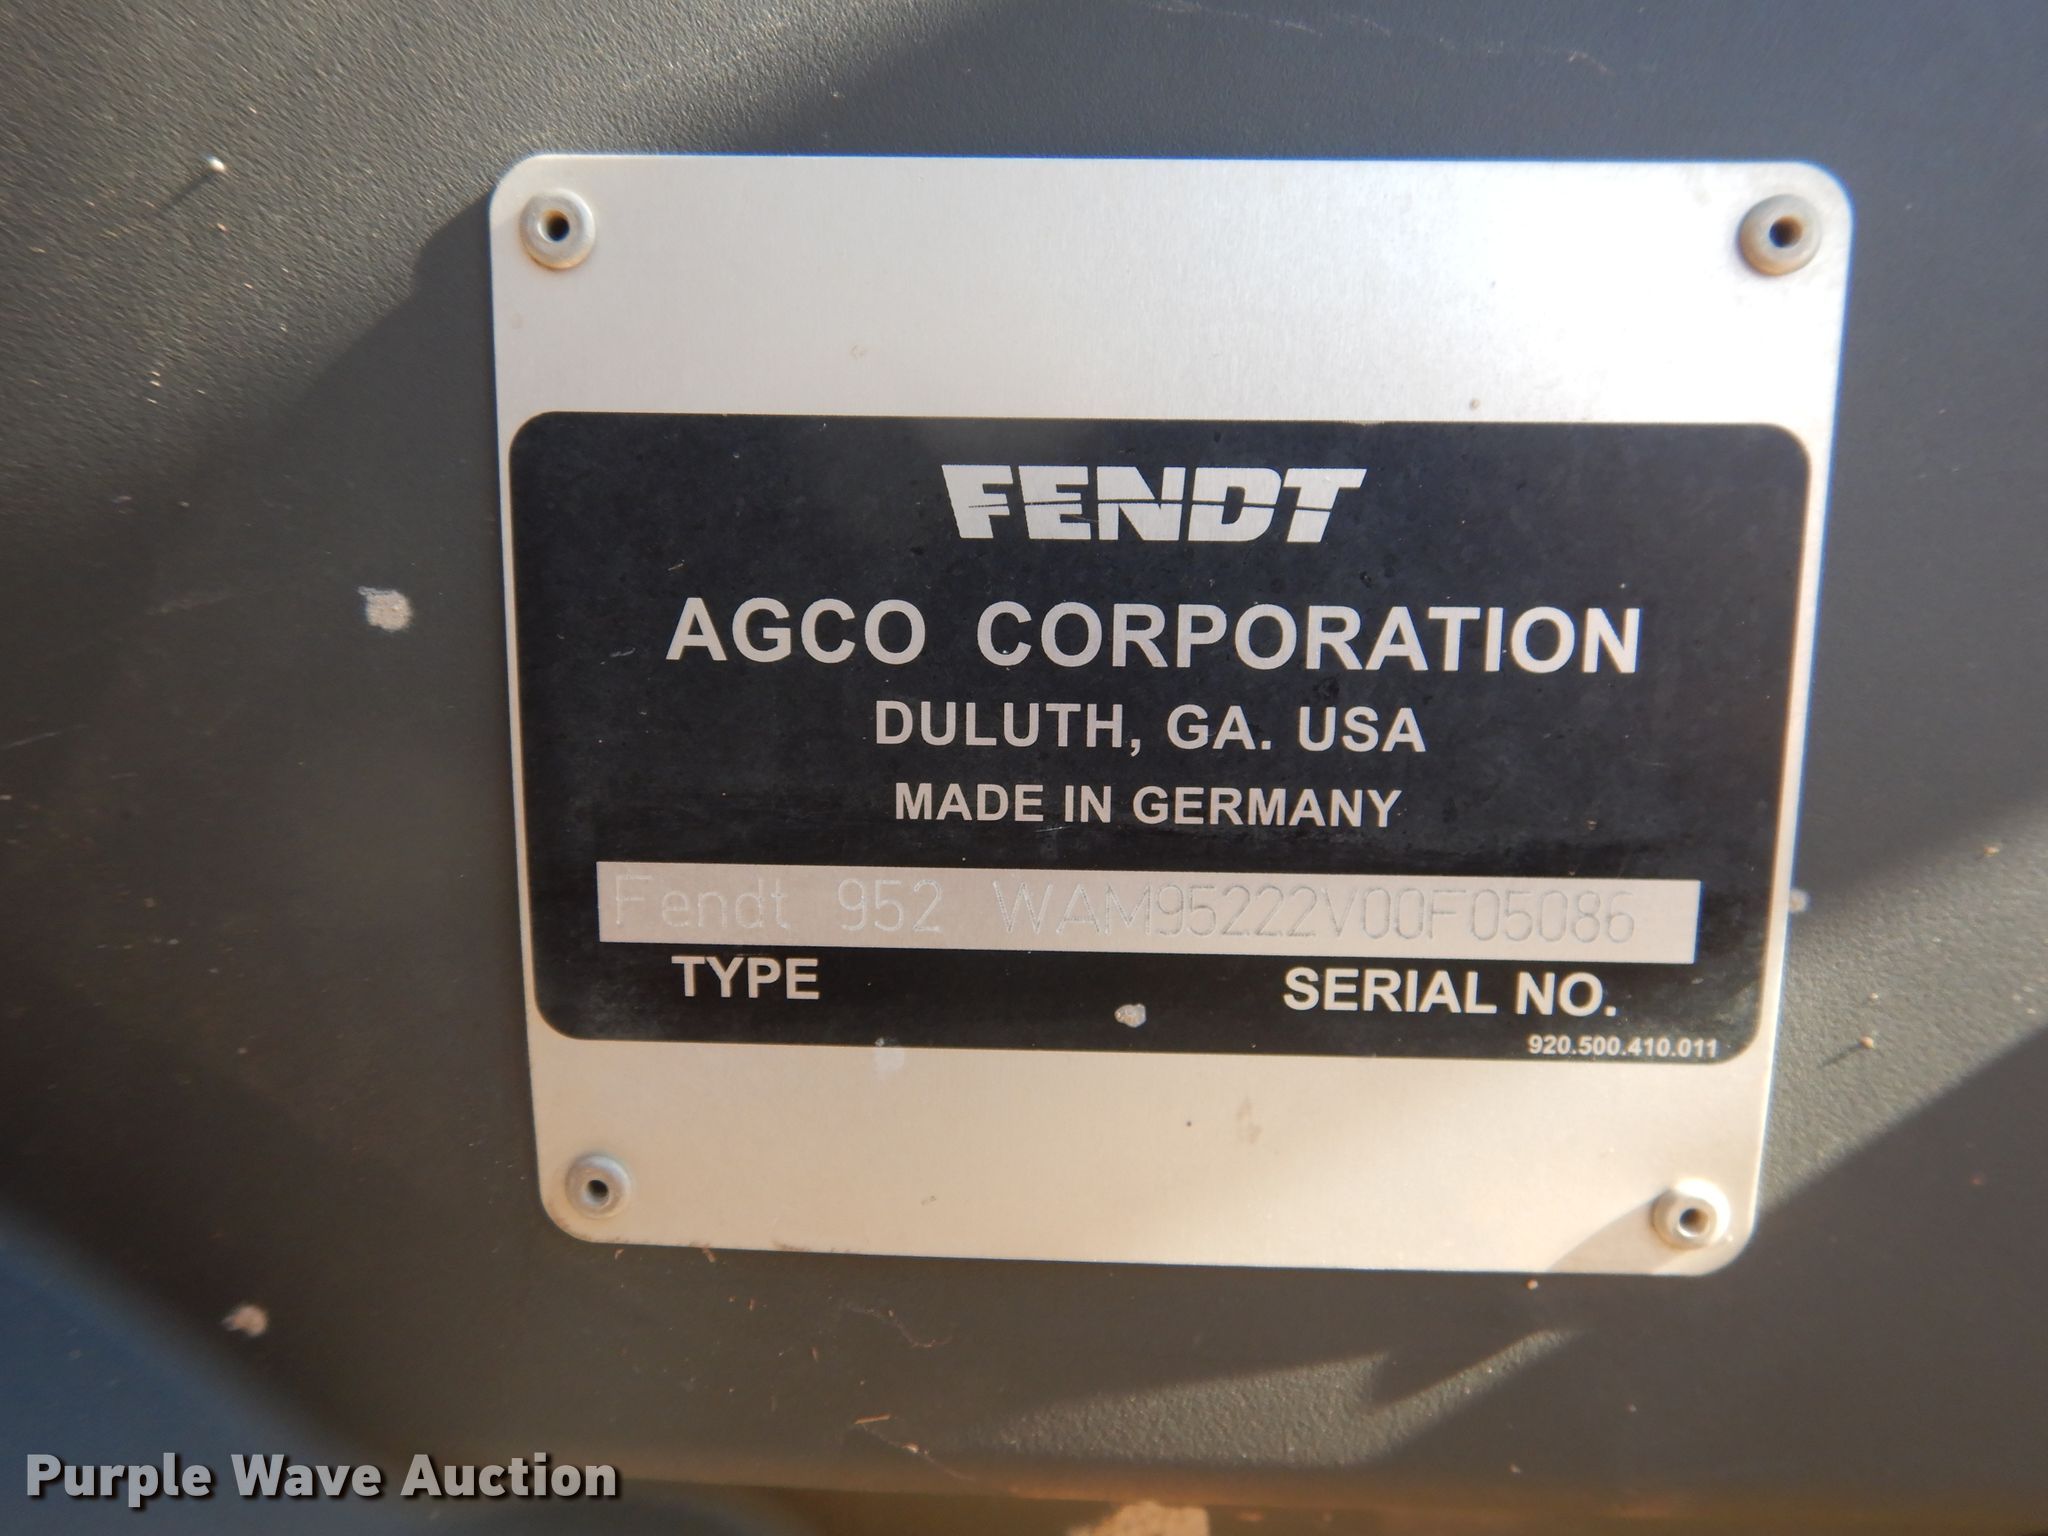 FENDT
AGCO CORPORATION
DULUTH, GA. USA
MADE IN GERMANY
Fendt 952 WAM95222V00F05086
TYPE SERIAL NO.
920.500.410.011
Purple Wave Auction